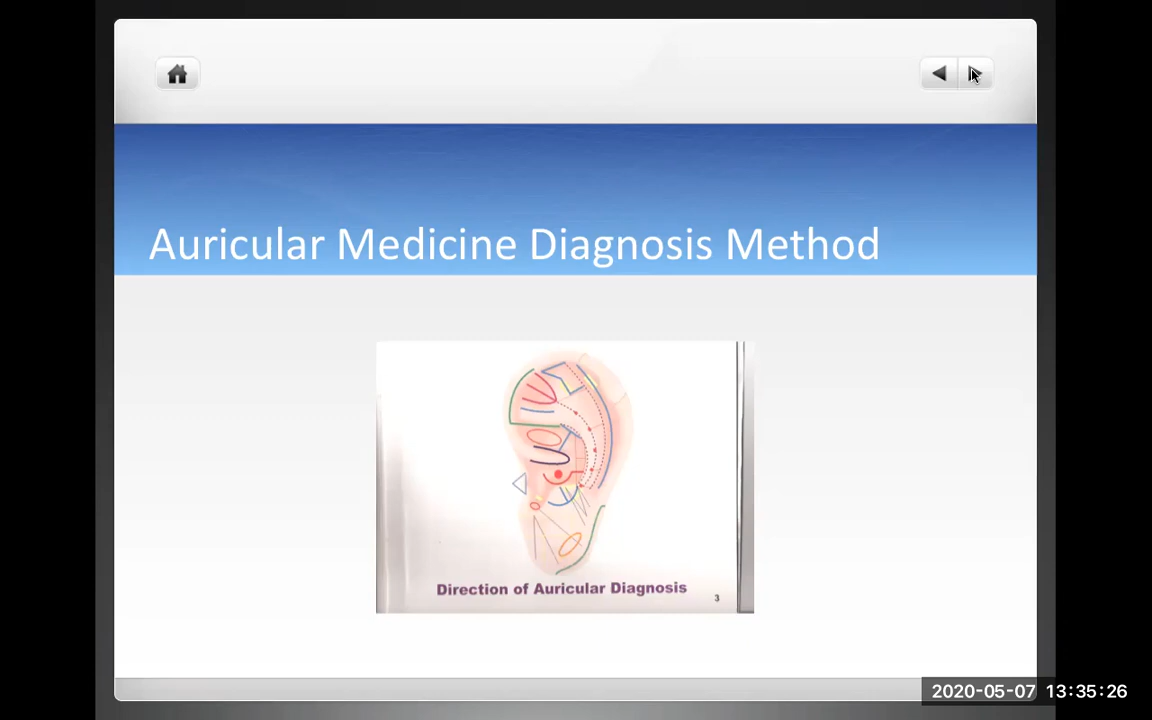 Auricular Medicine Diagnosis Method
Direction of Auricular Diagnosis
3
2020-05-07 13:35:26